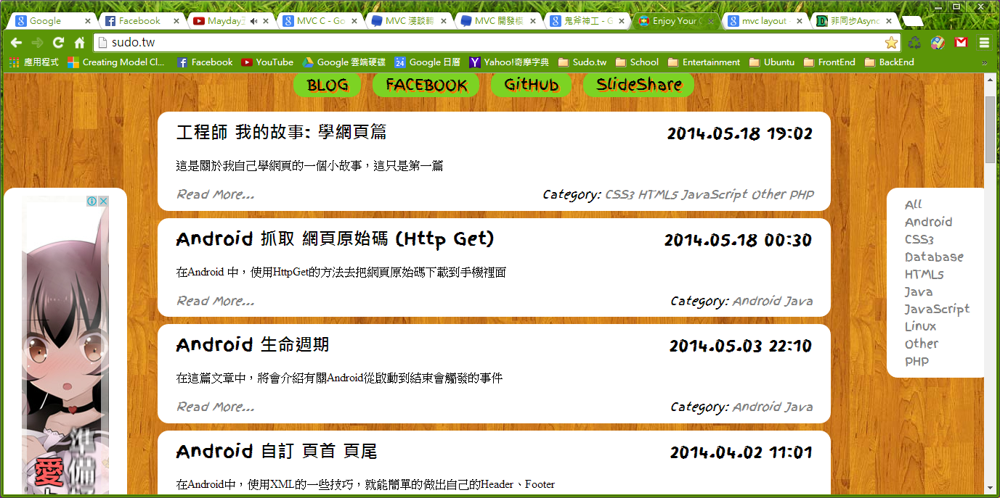 Google
Facebook
Mayday
MVC C - Go
MVC 淺談
MVC 開發模
鬼斧神工 - G
Enjoy Your
mvc layout
非同步Async
sudo.tw
應用程式
Creating Model Cl...
Facebook
YouTube
Google 雲端硬碟
Google 日曆
Yahoo!奇摩字典
Sudo.tw
School
Entertainment
Ubuntu
FrontEnd
BackEnd
»
BLOG
FACEBOOK
GitHub
SlideShare
工程師 我的故事: 學網頁篇
2014.05.18 19:02
這是關於我自己學網頁的一個小故事，這只是第一篇
Read More...
Category: CSS3 HTML5 JavaScript Other PHP
Android 抓取 網頁原始碼 (Http Get)
2014.05.18 00:30
在Android 中，使用HttpGet的方法去把網頁原始碼下載到手機裡面
Read More...
Category: Android Java
Android 生命週期
2014.05.03 22:10
在這篇文章中，將會介紹有關Android從啟動到結束會觸發的事件
Read More...
Category: Android Java
Android 自訂 頁首 頁尾
2014.04.02 11:01
在Android中，使用XML的一些技巧，就能簡單的做出自己的Header、Footer
All
Android
CSS3
Database
HTML5
Java
JavaScript
Linux
Other
PHP
準備
愛